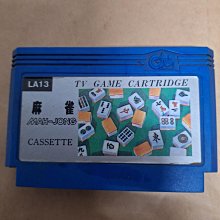 LA13
TV GAME CARTRIDGE
麻雀
MAH-JONG
CASSETTE